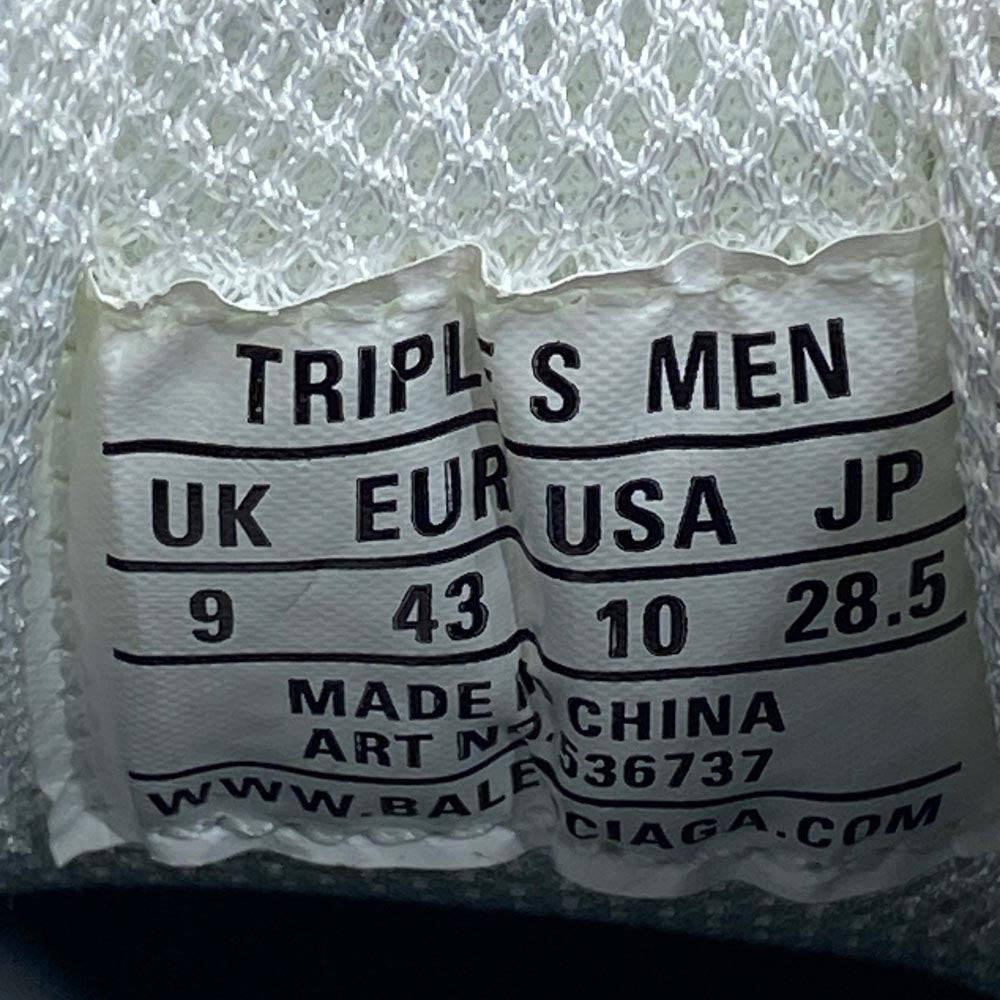 TRIPLE S MEN
UK EUR USA JP
9 43 10 28.5
MADE IN CHINA
ART NO. 536737
WWW.BALENCIAGA.COM